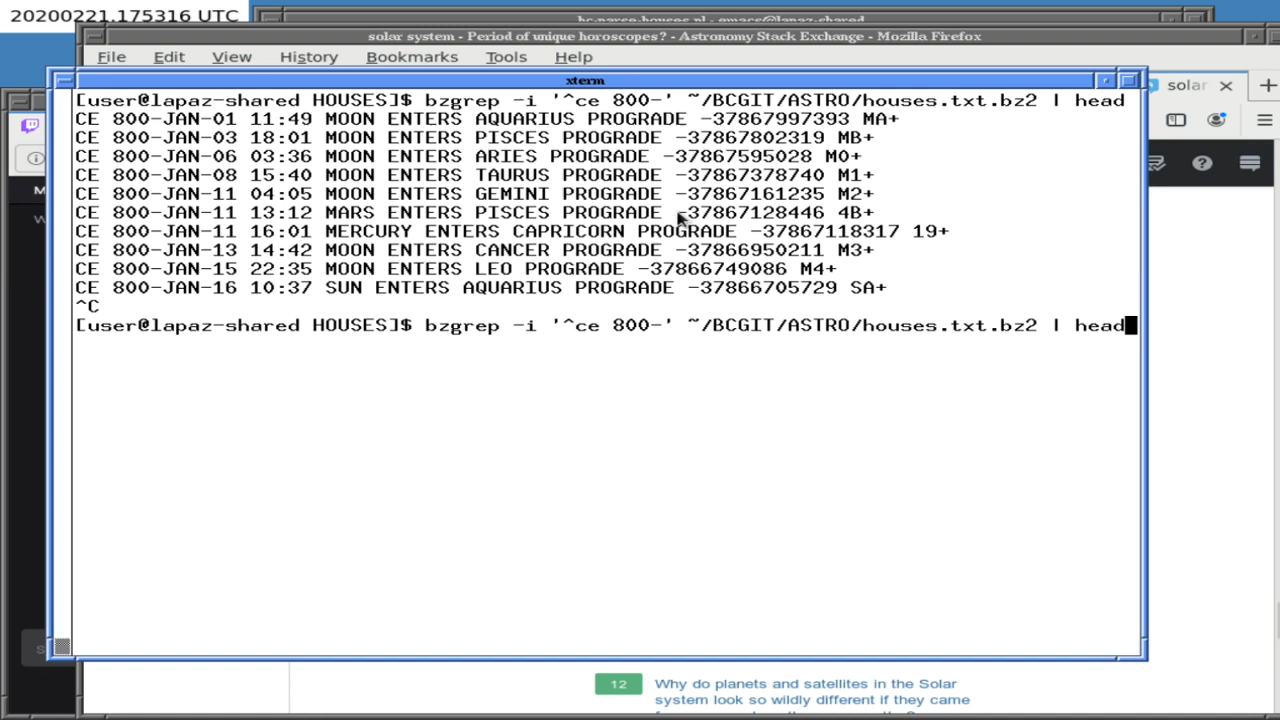 20200221.175316 UTC
bc-parse-houses.pl - emacs@lapaz-shared
solar system - Period of unique horoscopes? - Astronomy Stack Exchange - Mozilla Firefox
File Edit View History Bookmarks Tools Help
xterm
solar
[user@lapaz-shared HOUSES]$ bzgrep -i '^ce 800-' ~/BCGIT/ASTRO/houses.txt.bz2 | head
CE 800-JAN-01 11:49 MOON ENTERS AQUARIUS PROGRADE -37867997393 MA+
CE 800-JAN-03 18:01 MOON ENTERS PISCES PROGRADE -37867802319 MB+
CE 800-JAN-06 03:36 MOON ENTERS ARIES PROGRADE -37867595028 M0+
CE 800-JAN-08 15:40 MOON ENTERS TAURUS PROGRADE -37867378740 M1+
CE 800-JAN-11 04:05 MOON ENTERS GEMINI PROGRADE -37867161235 M2+
CE 800-JAN-11 13:12 MARS ENTERS PISCES PROGRADE -37867128446 4B+
CE 800-JAN-11 16:01 MERCURY ENTERS CAPRICORN PROGRADE -37867118317 19+
CE 800-JAN-13 14:42 MOON ENTERS CANCER PROGRADE -37866950211 M3+
CE 800-JAN-15 22:35 MOON ENTERS LEO PROGRADE -37866749086 M4+
CE 800-JAN-16 10:37 SUN ENTERS AQUARIUS PROGRADE -37866705729 SA+
^C
[user@lapaz-shared HOUSES]$ bzgrep -i '^ce 800-' ~/BCGIT/ASTRO/houses.txt.bz2 | head
12 Why do planets and satellites in the Solar
system look so wildly different if they came